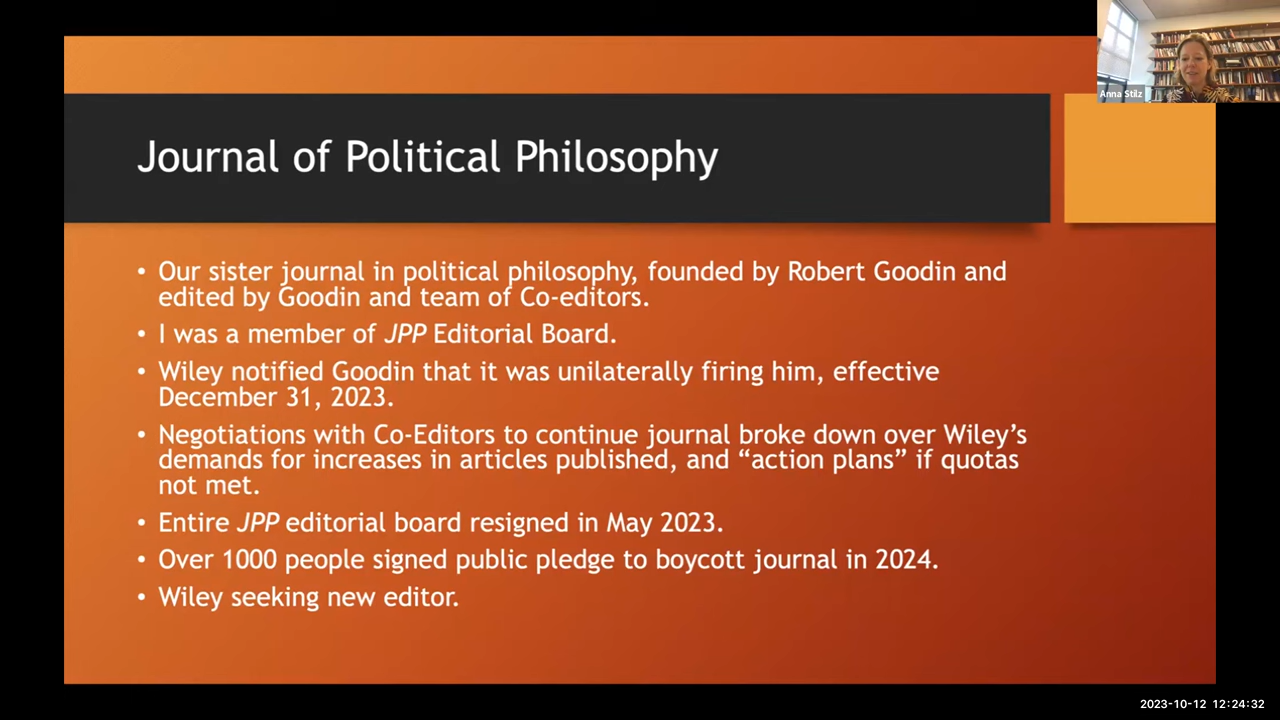 Anna Stilz
Journal of Political Philosophy
• Our sister journal in political philosophy, founded by Robert Goodin and
edited by Goodin and team of Co-editors.
• I was a member of JPP Editorial Board.
• Wiley notified Goodin that it was unilaterally firing him, effective
December 31, 2023.
• Negotiations with Co-Editors to continue journal broke down over Wiley’s
demands for increases in articles published, and “action plans” if quotas
not met.
• Entire JPP editorial board resigned in May 2023.
• Over 1000 people signed public pledge to boycott journal in 2024.
• Wiley seeking new editor.
2023-10-12 12:24:32